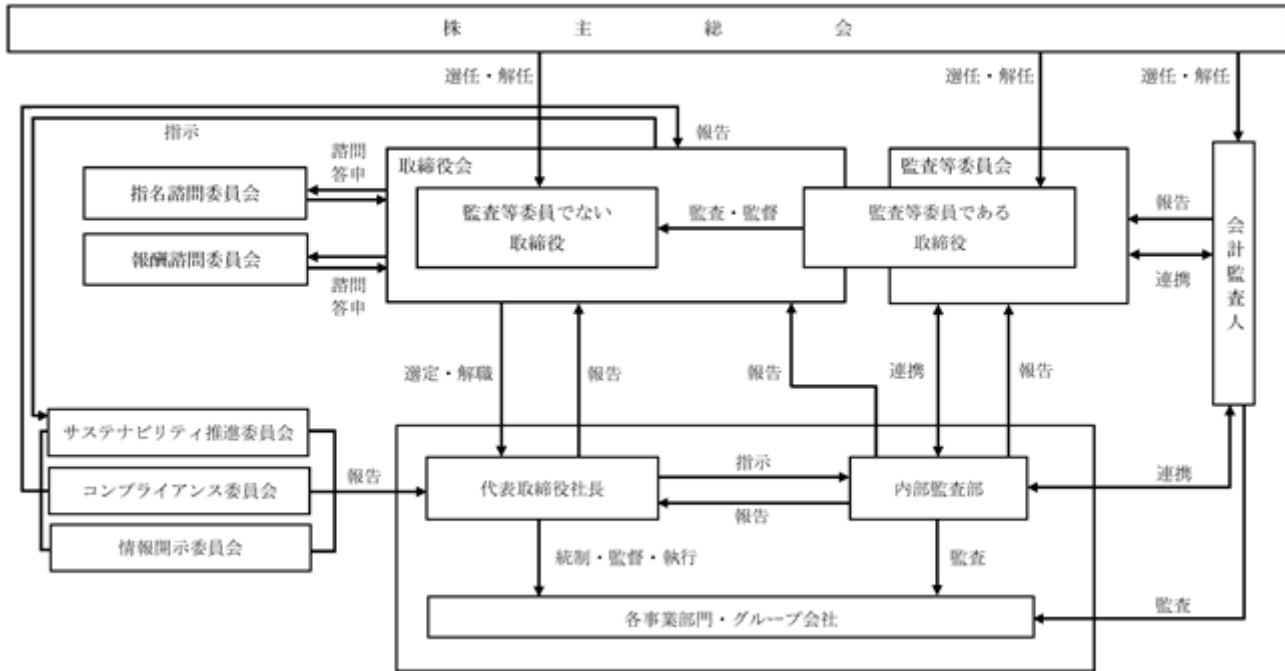 株主総会
選任・解任
選任・解任
選任・解任
指示
報告
諮問
答申
取締役会
監査等委員会
指名諮問委員会
監査等委員でない
取締役
監査・監督
監査等委員である
取締役
報告
会計監査人
報酬諮問委員会
連携
諮問
答申
選定・解職
報告
報告
連携
報告
サステナビリティ推進委員会
コンプライアンス委員会
情報開示委員会
報告
代表取締役社長
指示
報告
内部監査部
連携
統制・監督・執行
監査
各事業部門・グループ会社
監査